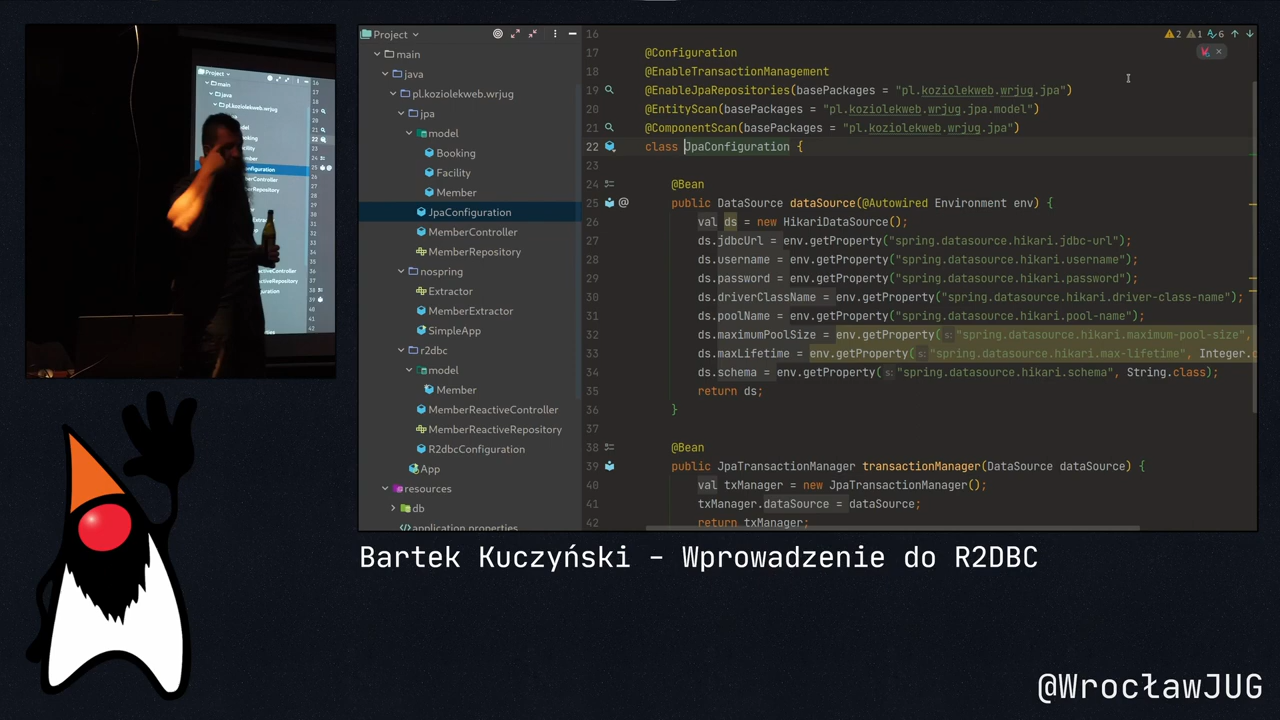 Project
main
java
pl.koziolekweb.wrjug
jpa
model
Booking
Facility
Member
JpaConfiguration
MemberController
MemberRepository
nospring
Extractor
MemberExtractor
SimpleApp
r2dbc
model
Member
MemberReactiveController
MemberReactiveRepository
R2dbcConfiguration
App
resources
db
application.properties
2 1 6
16
17 @Configuration
18 @EnableTransactionManagement
19 @EnableJpaRepositories(basePackages = "pl.koziolekweb.wrjug.jpa")
20 @EntityScan(basePackages = "pl.koziolekweb.wrjug.jpa.model")
21 @ComponentScan(basePackages = "pl.koziolekweb.wrjug.jpa")
22 class JpaConfiguration {
23
24 @Bean
25 public DataSource dataSource(@Autowired Environment env) {
26 val ds = new HikariDataSource();
27 ds.jdbcUrl = env.getProperty("spring.datasource.hikari.jdbc-url");
28 ds.username = env.getProperty("spring.datasource.hikari.username");
29 ds.password = env.getProperty("spring.datasource.hikari.password");
30 ds.driverClassName = env.getProperty("spring.datasource.hikari.driver-class-name");
31 ds.poolName = env.getProperty("spring.datasource.hikari.pool-name");
32 ds.maximumPoolSize = env.getProperty( s: "spring.datasource.hikari.maximum-pool-size",
33 ds.maxLifetime = env.getProperty( s: "spring.datasource.hikari.max-lifetime", Integer.c
34 ds.schema = env.getProperty( s: "spring.datasource.hikari.schema", String.class);
35 return ds;
36 }
37
38 @Bean
39 public JpaTransactionManager transactionManager(DataSource dataSource) {
40 val txManager = new JpaTransactionManager();
41 txManager.dataSource = dataSource;
42 return txManager;
Bartek Kuczyński – Wprowadzenie do R2DBC
@WrocławJUG